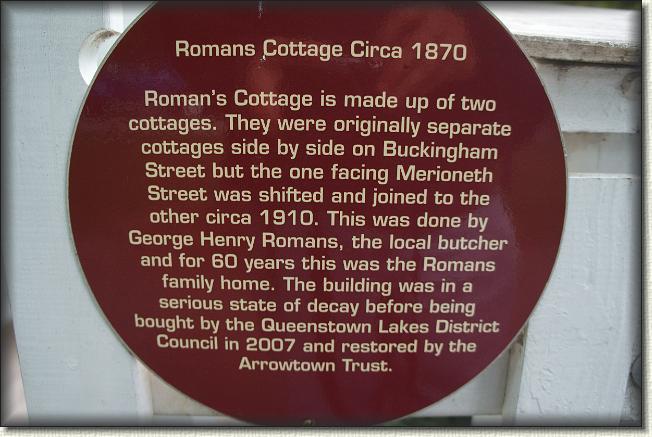 Romans Cottage Circa 1870
Roman's Cottage is made up of two
cottages. They were originally separate
cottages side by side on Buckingham
Street but the one facing Merioneth
Street was shifted and joined to the
other circa 1910. This was done by
George Henry Romans, the local butcher
and for 60 years this was the Romans
family home. The building was in a
serious state of decay before being
bought by the Queenstown Lakes District
Council in 2007 and restored by the
Arrowtown Trust.